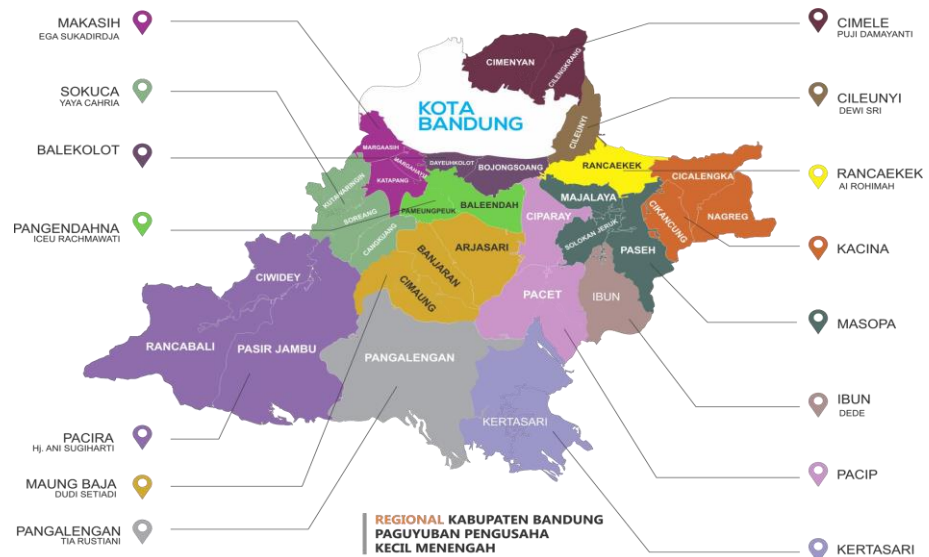 MAKASIH
EGA SUKADIRDJA
SOKUCA
YAYA CAHRIA
BALEKOLOT
PANGENDAHNA
ICEU RACHMAWATI
PACIRA
Hj. ANI SUGIHARTI
MAUNG BAJA
DUDI SETIADI
PANGALENGAN
TIA RUSTIANI
CIMENYAN
CILENGKRANG
KOTA
BANDUNG
CILEUNYI
MARGAASIH
MARGAHAYU
KATAPANG
DAYEUHKOLOT
BOJONGSOANG
RANCAEKEK
CICALENGKA
KUTAWARINGIN
SOREANG
CANGKUANG
PAMEUNGPEUK
BALEENDAH
CIPARAY
MAJALAYA
SOLOKAN JERUK
CIKANCUNG
NAGREG
PASEH
CIWIDEY
BANJARAN
ARJASARI
CIMAUNG
PACET
IBUN
RANCABALI
PASIR JAMBU
PANGALENGAN
KERTASARI
CIMELE
PUJI DAMAYANTI
CILEUNYI
DEWI SRI
RANCAEKEK
AI ROHIMAH
KACINA
MASOPA
IBUN
DEDE
PACIP
KERTASARI
REGIONAL KABUPATEN BANDUNG
PAGUYUBAN PENGUSAHA
KECIL MENENGAH